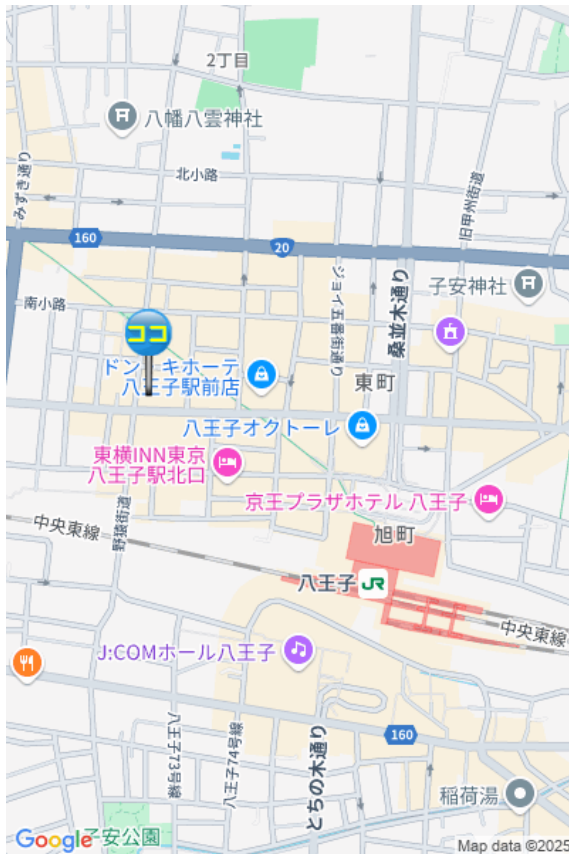 2丁目
八幡八雲神社
みずき通り
北小路
旧甲州街道
160
20
ジョイ五番街通り
桑並木通り
子安神社
南小路
ココ
ドン・キホーテ
八王子駅前店
東町
八王子オクトーレ
東横INN東京
八王子駅北口
京王プラザホテル 八王子
野猿街道
中央東線
旭町
八王子
JR
中央東線
J:COMホール八王子
八王子73号線
八王子74号線
とちの木通り
160
稲荷湯
Google
子安公園
Map data ©2025